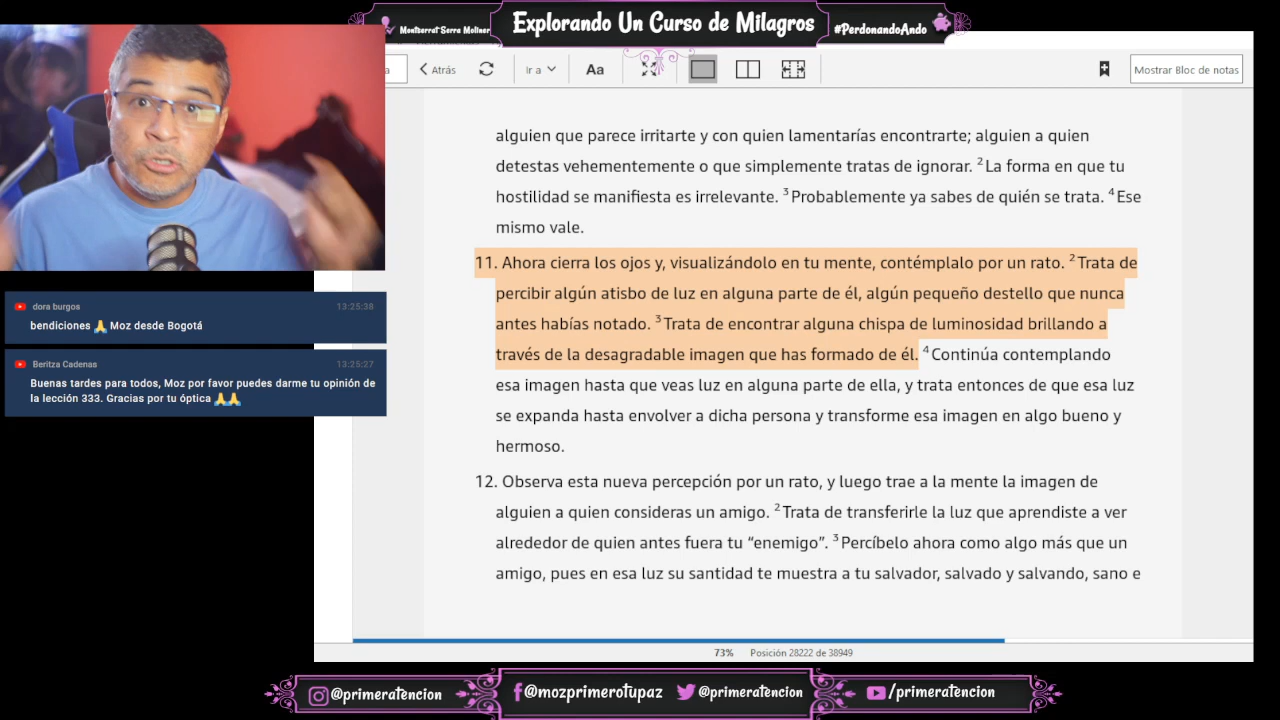 Montserrat Serra Moliner
Explorando Un Curso de Milagros
#PerdonandoAndo
a
Atrás
Ir a
Aa
Mostrar Bloc de notas
alguien que parece irritarte y con quien lamentarías encontrarte; alguien a quien
detestas vehementemente o que simplemente tratas de ignorar. 2 La forma en que tu
hostilidad se manifiesta es irrelevante. 3 Probablemente ya sabes de quién se trata. 4 Ese
mismo vale.
11. Ahora cierra los ojos y, visualizándolo en tu mente, contémplalo por un rato. 2 Trata de
percibir algún atisbo de luz en alguna parte de él, algún pequeño destello que nunca
antes habías notado. 3 Trata de encontrar alguna chispa de luminosidad brillando a
través de la desagradable imagen que has formado de él. 4 Continúa contemplando
esa imagen hasta que veas luz en alguna parte de ella, y trata entonces de que esa luz
se expanda hasta envolver a dicha persona y transforme esa imagen en algo bueno y
hermoso.
12. Observa esta nueva percepción por un rato, y luego trae a la mente la imagen de
alguien a quien consideras un amigo. 2 Trata de transferirle la luz que aprendiste a ver
alrededor de quien antes fuera tu “enemigo”. 3 Percíbelo ahora como algo más que un
amigo, pues en esa luz su santidad te muestra a tu salvador, salvado y salvando, sano e
73% Posición 28222 de 38949
dora burgos 13:25:38
bendiciones 🙏 Moz desde Bogotá
Beritza Cadenas 13:25:27
Buenas tardes para todos, Moz por favor puedes darme tu opinión de
la lección 333. Gracias por tu óptica 🙏🙏
@primeratencion
@mozprimerotupaz
@primeratencion
/primeratencion